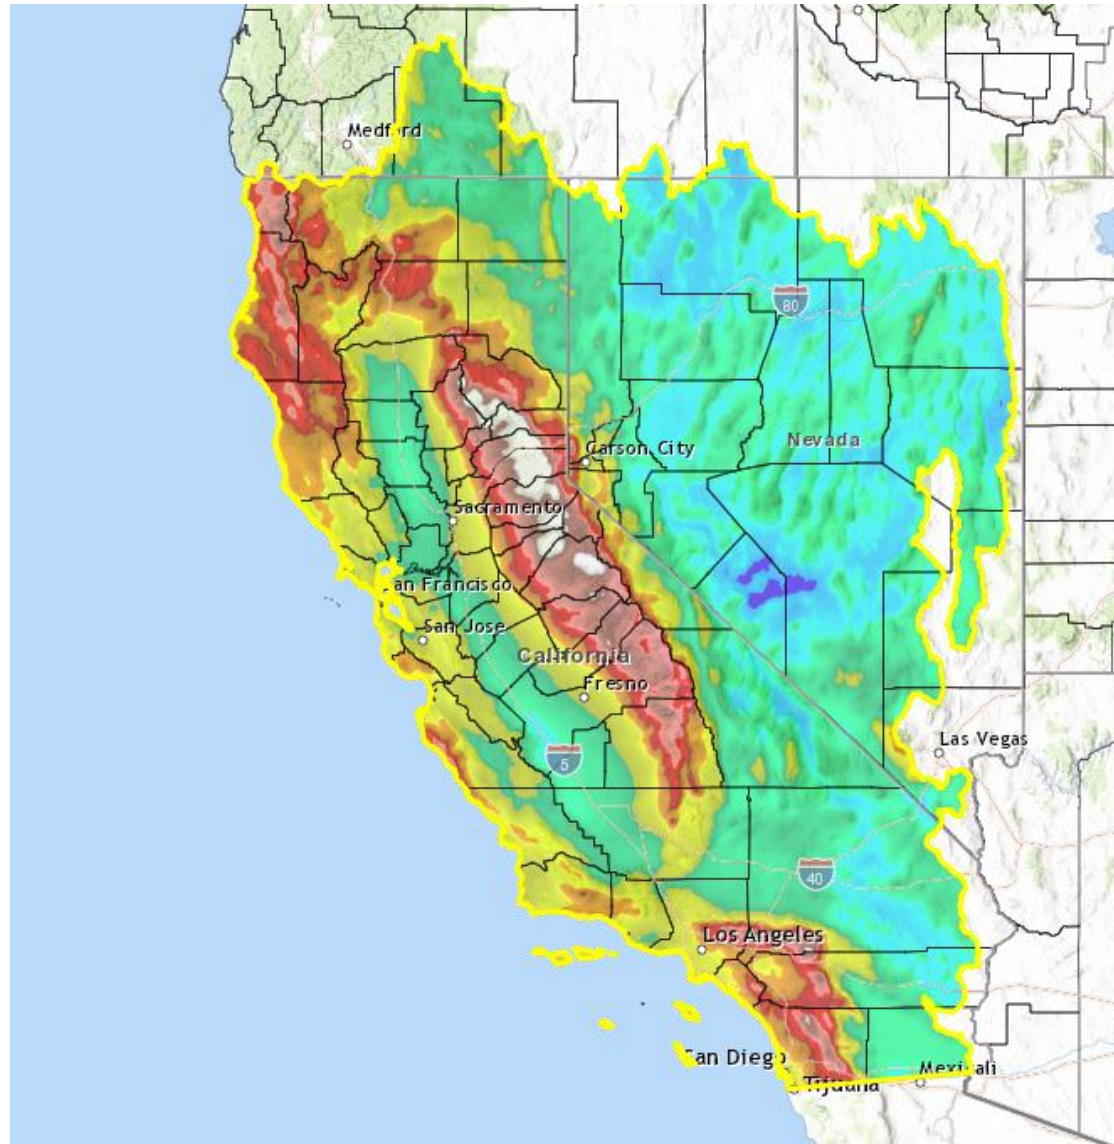 Medford
80
Nevada
Carson City
Sacramento
San Francisco
San Jose
California
Fresno
Las Vegas
5
40
Los Angeles
San Diego
Mexicali
Tijuana